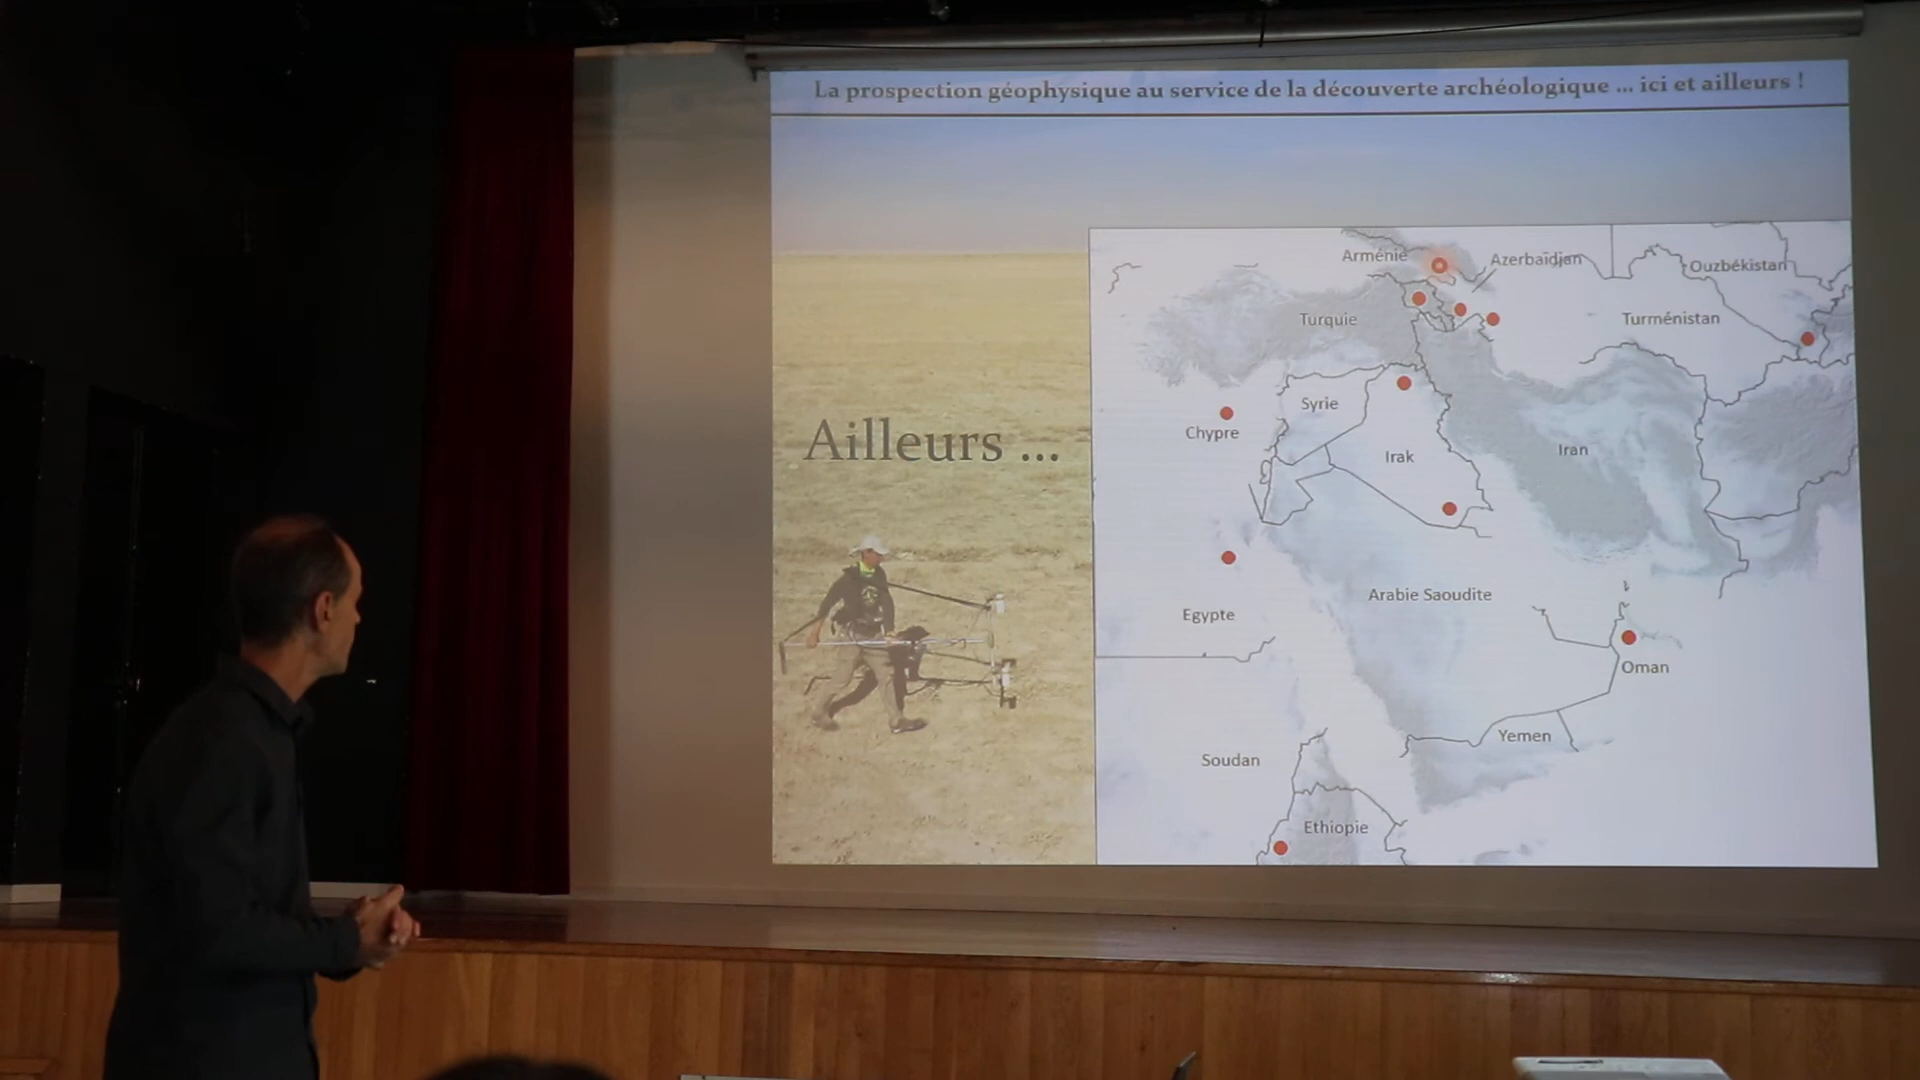 La prospection géophysique au service de la découverte archéologique ... ici et ailleurs !
Ailleurs ...
Arménie
Azerbaïdjan
Ouzbékistan
Turquie
Turménistan
Syrie
Chypre
Irak
Iran
Arabie Saoudite
Egypte
Oman
Yemen
Soudan
Ethiopie